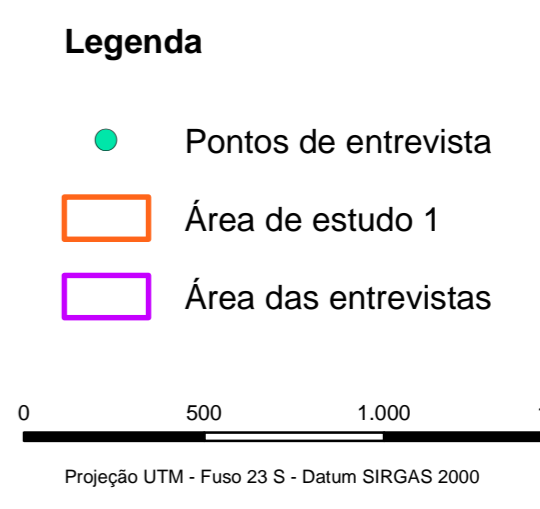 Legenda
Pontos de entrevista
Área de estudo 1
Área das entrevistas
0 500 1.000
Projeção UTM - Fuso 23 S - Datum SIRGAS 2000